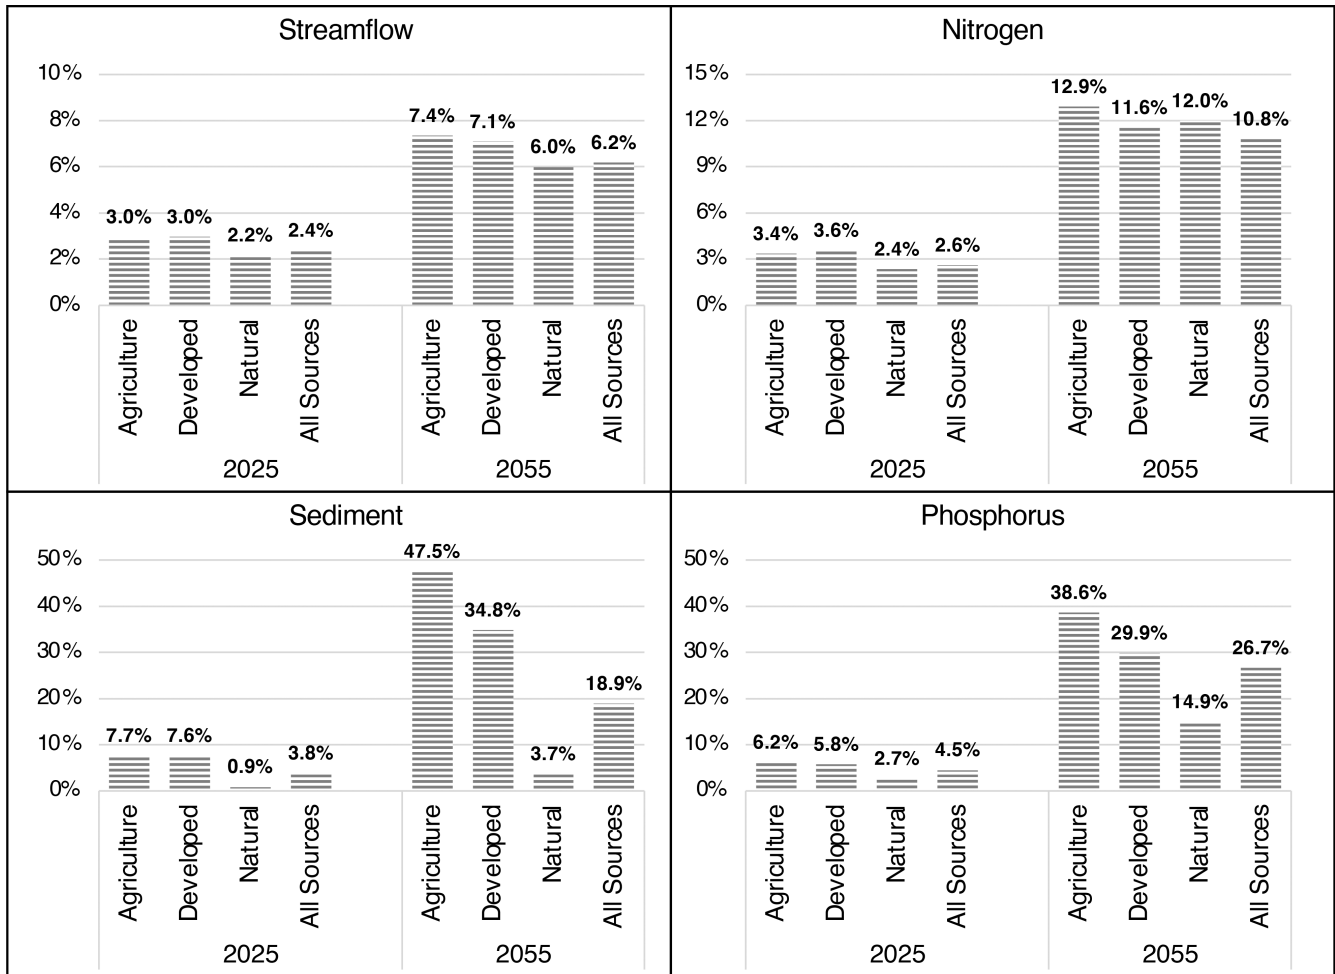 Streamflow
10%
8%
6%
4%
2%
0%
3.0% 3.0% 2.2% 2.4% 7.4% 7.1% 6.0% 6.2%
Agriculture Developed Natural All Sources Agriculture Developed Natural All Sources
2025 2055
Nitrogen
15%
12%
9%
6%
3%
0%
3.4% 3.6% 2.4% 2.6% 12.9% 11.6% 12.0% 10.8%
Agriculture Developed Natural All Sources Agriculture Developed Natural All Sources
2025 2055
Sediment
50%
40%
30%
20%
10%
0%
7.7% 7.6% 0.9% 3.8% 47.5% 34.8% 3.7% 18.9%
Agriculture Developed Natural All Sources Agriculture Developed Natural All Sources
2025 2055
Phosphorus
50%
40%
30%
20%
10%
0%
6.2% 5.8% 2.7% 4.5% 38.6% 29.9% 14.9% 26.7%
Agriculture Developed Natural All Sources Agriculture Developed Natural All Sources
2025 2055